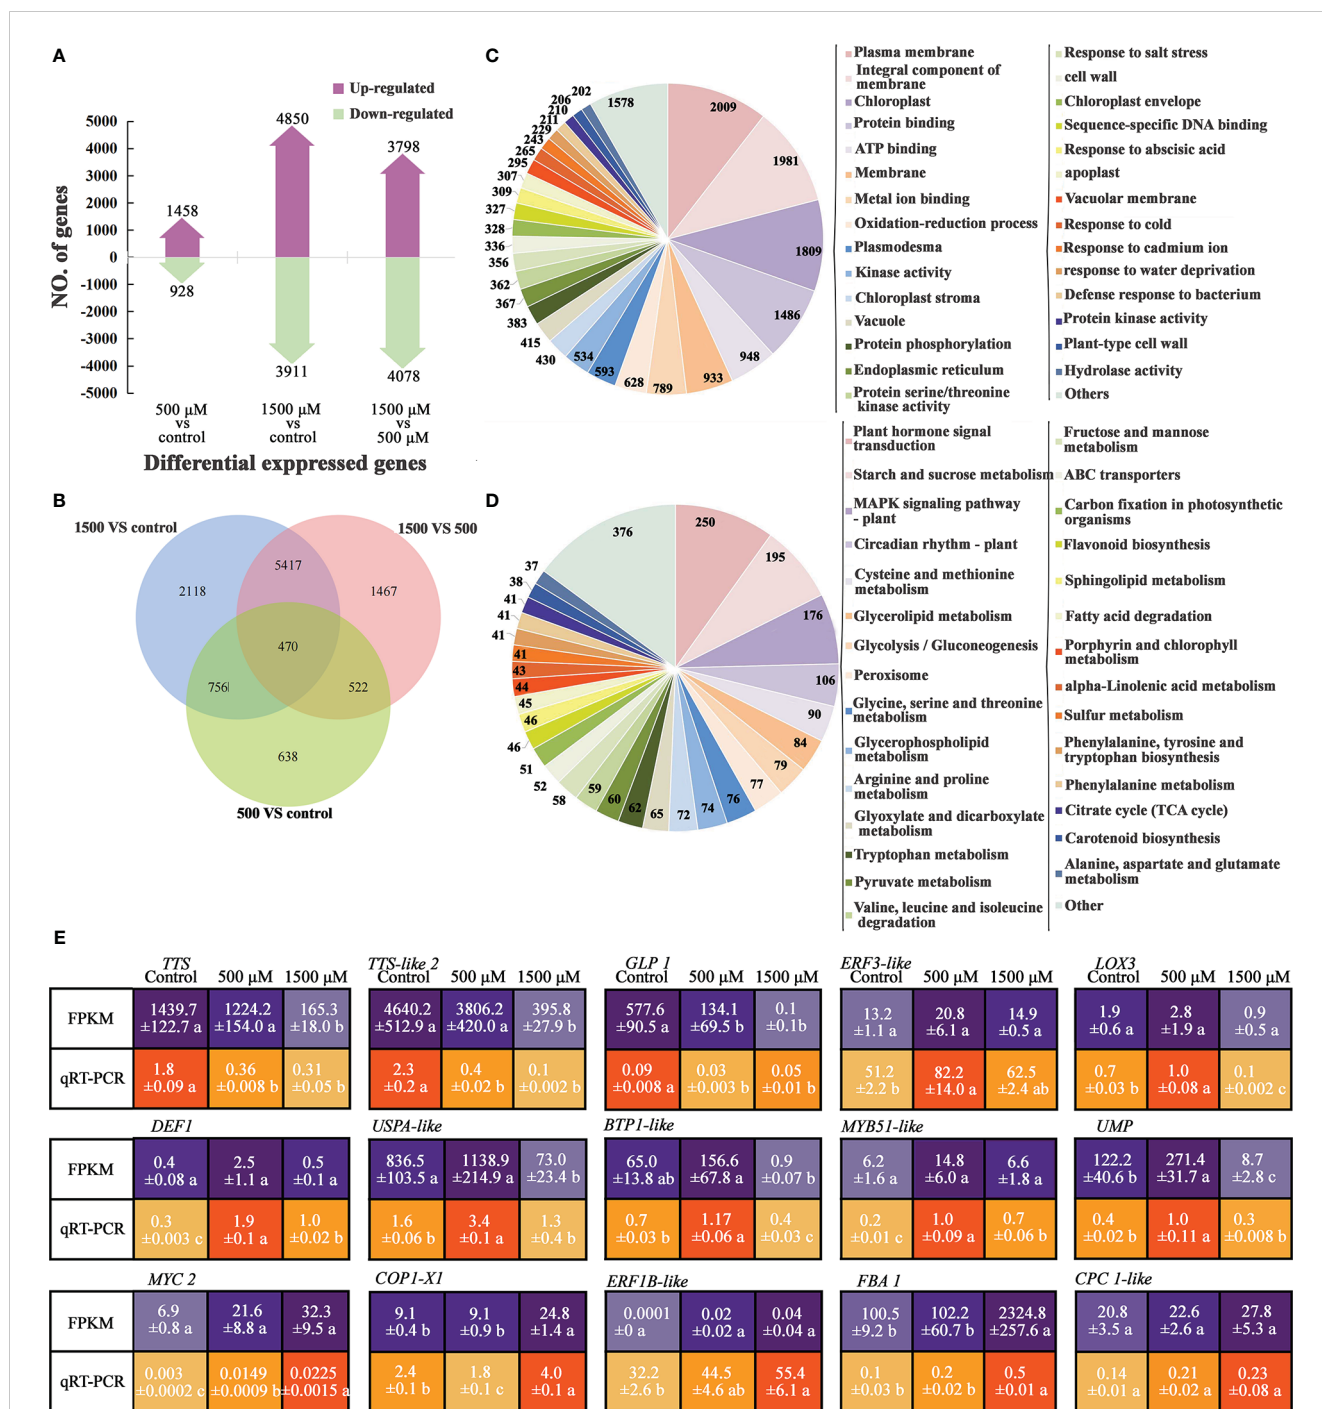 A
Up-regulated
Down-regulated
NO. of genes
5000
4000
3000
2000
1000
0
-1000
-2000
-3000
-4000
-5000
1458
928
4850
3911
3798
4078
500 μM
vs
control
1500 μM
vs
control
1500 μM
vs
500 μM
Differential exppressed genes
B
1500 VS control
1500 VS 500
2118
5417
1467
470
756
522
638
500 VS control
C
2009
1981
1809
1486
948
933
789
628
593
534
430
415
383
367
362
356
336
328
327
309
307
295
265
243
229
211
210
206
202
1578
Plasma membrane
Integral component of
membrane
Chloroplast
Protein binding
ATP binding
Membrane
Metal ion binding
Oxidation-reduction process
Plasmodesma
Kinase activity
Chloroplast stroma
Vacuole
Protein phosphorylation
Endoplasmic reticulum
Protein serine/threonine
kinase activity
Response to salt stress
cell wall
Chloroplast envelope
Sequence-specific DNA binding
Response to abscisic acid
apoplast
Vacuolar membrane
Response to cold
Response to cadmium ion
response to water deprivation
Defense response to bacterium
Protein kinase activity
Plant-type cell wall
Hydrolase activity
Others
D
250
195
176
106
90
84
79
77
76
74
72
65
62
60
59
58
52
51
46
46
45
44
43
41
41
41
41
38
37
376
Plant hormone signal
transduction
Starch and sucrose metabolism
MAPK signaling pathway
- plant
Circadian rhythm - plant
Cysteine and methionine
metabolism
Glycerolipid metabolism
Glycolysis / Gluconeogenesis
Peroxisome
Glycine, serine and threonine
metabolism
Glycerophospholipid
metabolism
Arginine and proline
metabolism
Glyoxylate and dicarboxylate
metabolism
Tryptophan metabolism
Pyruvate metabolism
Valine, leucine and isoleucine
degradation
Fructose and mannose
metabolism
ABC transporters
Carbon fixation in photosynthetic
organisms
Flavonoid biosynthesis
Sphingolipid metabolism
Fatty acid degradation
Porphyrin and chlorophyll
metabolism
alpha-Linolenic acid metabolism
Sulfur metabolism
Phenylalanine, tyrosine and
tryptophan biosynthesis
Phenylalanine metabolism
Citrate cycle (TCA cycle)
Carotenoid biosynthesis
Alanine, aspartate and glutamate
metabolism
Other
E
TTS TTS-like 2 GLP 1 ERF3-like LOX3
Control 500 μM 1500 μM Control 500 μM 1500 μM Control 500 μM 1500 μM Control 500 μM 1500 μM Control 500 μM 1500 μM
FPKM 1439.7 1224.2 165.3 4640.2 3806.2 395.8 577.6 134.1 0.1 13.2 20.8 14.9 1.9 2.8 0.9
±122.7 a ±154.0 a ±18.0 b ±512.9 a ±420.0 a ±27.9 b ±90.5 a ±69.5 b ±0.1b ±1.1 a ±6.1 a ±0.5 a ±0.6 a ±1.9 a ±0.5 a
qRT-PCR 1.8 0.36 0.31 2.3 0.4 0.1 0.09 0.03 0.05 51.2 82.2 62.5 0.7 1.0 0.1
±0.09 a ±0.008 b ±0.05 b ±0.2 a ±0.02 b ±0.002 b ±0.008 a ±0.003 b ±0.01 b ±2.2 b ±14.0 a ±2.4 ab ±0.03 b ±0.08 a ±0.002 c
DEF1 USPA-like BTP1-like MYB51-like UMP
FPKM 0.4 2.5 0.5 836.5 1138.9 73.0 65.0 156.6 0.9 6.2 14.8 6.6 122.2 271.4 8.7
±0.08 a ±1.1 a ±0.1 a ±103.5 a ±214.9 a ±23.4 b ±13.8 ab ±67.8 a ±0.07 b ±1.6 a ±6.0 a ±1.8 a ±40.6 b ±31.7 a ±2.8 c
qRT-PCR 0.3 1.9 1.0 1.6 3.4 1.3 0.7 1.17 0.4 0.2 1.0 0.7 0.4 1.0 0.3
±0.003 c ±0.1 a ±0.02 b ±0.06 b ±0.1 a ±0.4 b ±0.03 b ±0.06 a ±0.03 c ±0.01 c ±0.09 a ±0.06 b ±0.02 b ±0.11 a ±0.008 b
MYC 2 COP1-X1 ERF1B-like FBA 1 CPC 1-like
FPKM 6.9 21.6 32.3 9.1 9.1 24.8 0.0001 0.02 0.04 100.5 102.2 2324.8 20.8 22.6 27.8
±0.8 a ±8.8 a ±9.5 a ±0.4 b ±0.9 b ±1.4 a ±0 a ±0.02 a ±0.04 a ±9.2 b ±60.7 b ±257.6 a ±3.5 a ±2.6 a ±5.3 a
qRT-PCR 0.003 0.0149 0.0225 2.4 1.8 4.0 32.2 44.5 55.4 0.1 0.2 0.5 0.14 0.21 0.23
±0.0002 c ±0.0009 b ±0.0015 a ±0.1 b ±0.1 c ±0.1 a ±2.6 b ±4.6 ab ±6.1 a ±0.03 b ±0.02 b ±0.01 a ±0.01 a ±0.02 a ±0.08 a